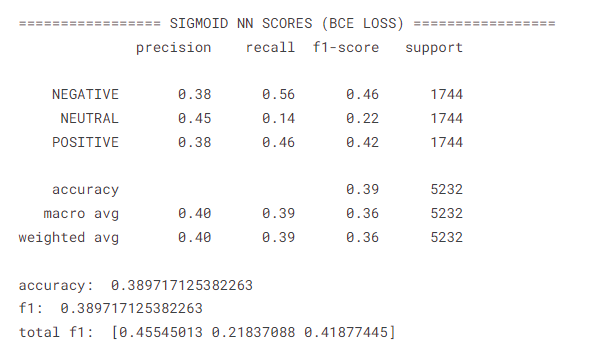 ================= SIGMOID NN SCORES (BCE LOSS) =================
precision recall f1-score support
NEGATIVE 0.38 0.56 0.46 1744
NEUTRAL 0.45 0.14 0.22 1744
POSITIVE 0.38 0.46 0.42 1744
accuracy 0.39 5232
macro avg 0.40 0.39 0.36 5232
weighted avg 0.40 0.39 0.36 5232
accuracy: 0.389717125382263
f1: 0.389717125382263
total f1: [0.45545013 0.21837088 0.41877445]